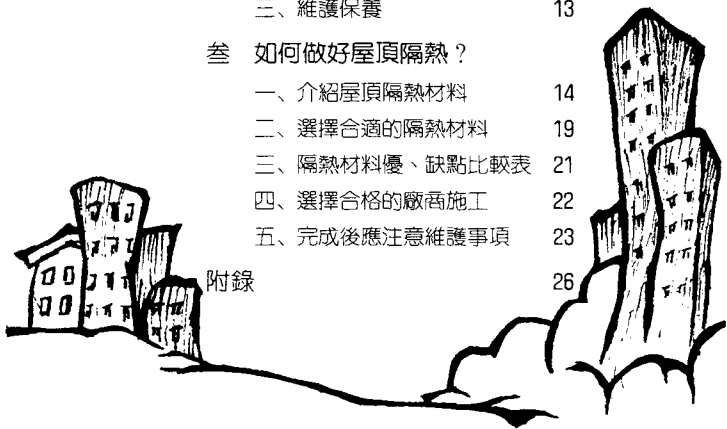 三、維護保養 13
叁 如何做好屋頂隔熱？
一、介紹屋頂隔熱材料 14
二、選擇合適的隔熱材料 19
三、隔熱材料優、缺點比較表 21
四、選擇合格的廠商施工 22
五、完成後應注意維護事項 23
附錄 26